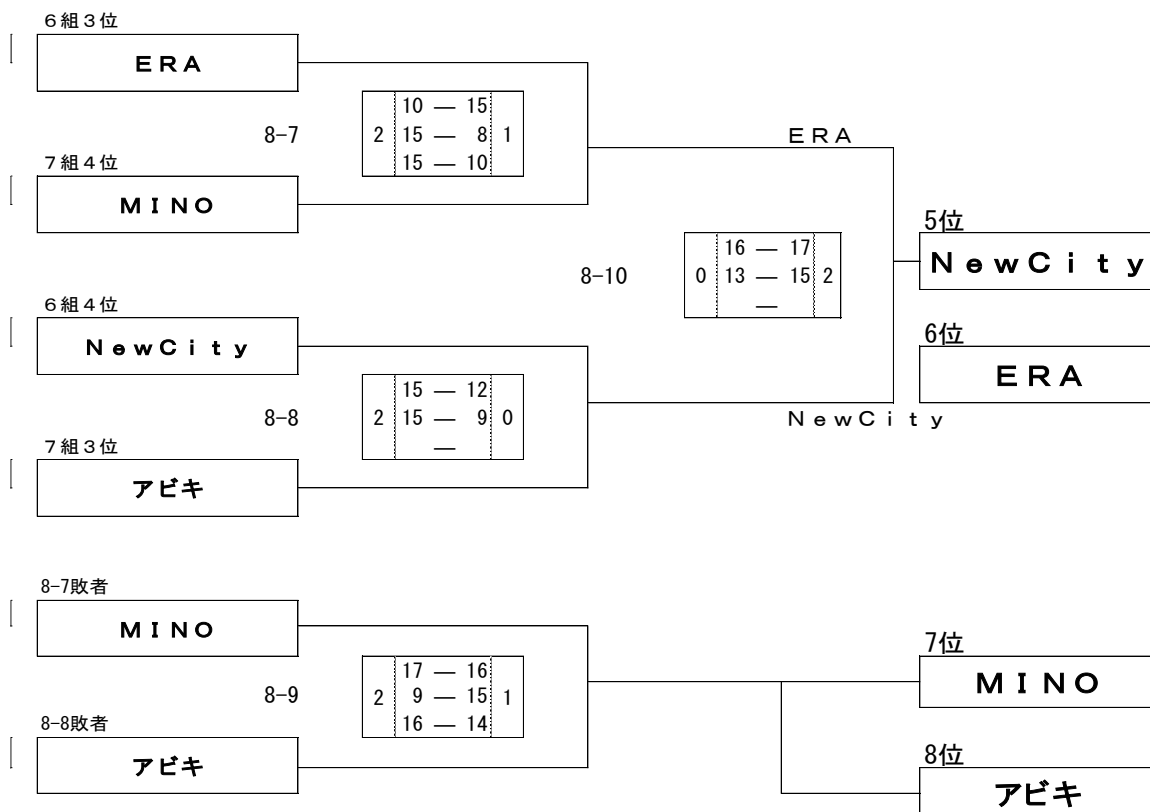 6組3位
ERA
10 ― 15
8-7 2 15 ― 8 1
15 ― 10
ERA
7組4位
MINO
5位
16 ― 17
NewCity
8-10 0 13 ― 15 2
―
6組4位
NewCity
6位
ERA
15 ― 12
8-8 2 15 ― 9 0
―
NewCity
7組3位
アビキ
8-7敗者
MINO
7位
17 ― 16
MINO
8-9 2 9 ― 15 1
16 ― 14
8-8敗者
アビキ
8位
アビキ